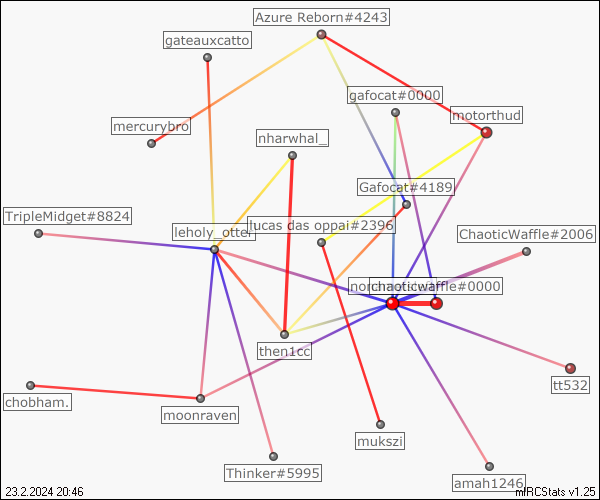 Azure Reborn#4243
gateauxcatto
gafocat#0000
motorthud
mercurybro
nharwhal_
Gafocat#4189
TripleMidget#8824
leholy_otter
lucas das oppai#2396
ChaoticWaffle#2006
chaoticwaffle#0000
then1cc
tt532
chobham.
moonraven
mukszi
Thinker#5995
amah1246
23.2.2024 20:46
mIRCStats v1.25